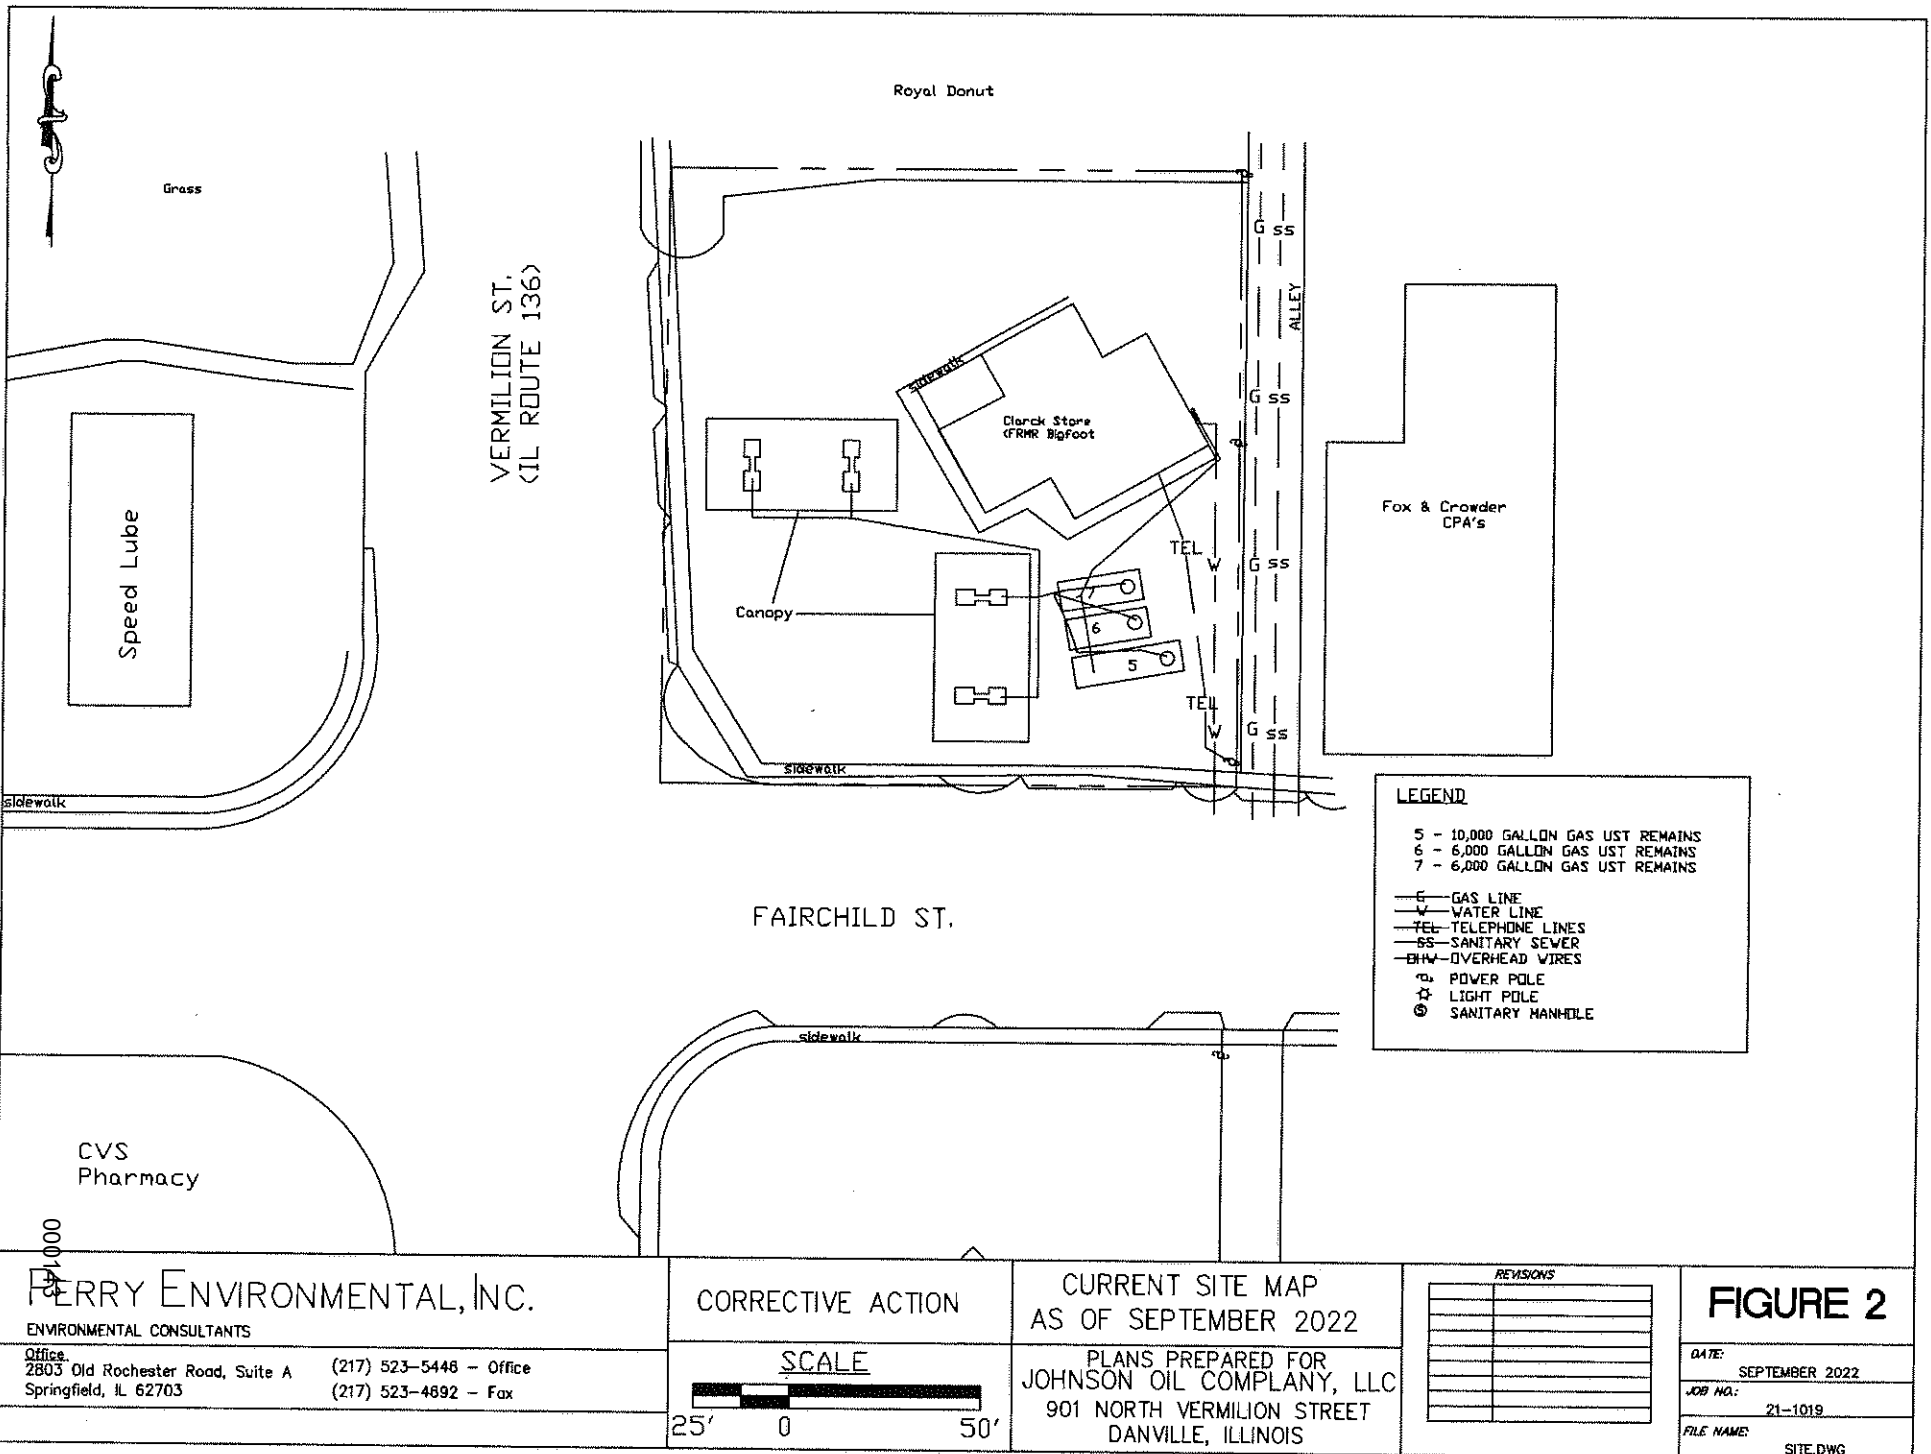 Royal Donut
Grass
VERMILION ST.
(IL ROUTE 136)
G SS
ALLEY
sidewalk
G SS
Clarck Store
(FRMR Bigfoot
Speed Lube
Fox & Crowder
CPA's
TEL
W
G SS
Canopy
7
6
5
TEL
W
G SS
sidewalk
sidewalk
LEGEND
5 - 10,000 GALLON GAS UST REMAINS
6 - 6,000 GALLON GAS UST REMAINS
7 - 6,000 GALLON GAS UST REMAINS
G GAS LINE
W WATER LINE
TEL TELEPHONE LINES
SS SANITARY SEWER
OHW OVERHEAD WIRES
POWER POLE
LIGHT POLE
S SANITARY MANHOLE
FAIRCHILD ST.
sidewalk
CVS
Pharmacy
000143
PERRY ENVIRONMENTAL, INC.
ENVIRONMENTAL CONSULTANTS
Office
2803 Old Rochester Road, Suite A
Springfield, IL 62703
(217) 523-5448 - Office
(217) 523-4692 - Fax
CORRECTIVE ACTION
SCALE
25' 0 50'
CURRENT SITE MAP
AS OF SEPTEMBER 2022
PLANS PREPARED FOR
JOHNSON OIL COMPLANY, LLC
901 NORTH VERMILION STREET
DANVILLE, ILLINOIS
REVISIONS
FIGURE 2
DATE:
SEPTEMBER 2022
JOB NO.:
21-1019
FILE NAME:
SITE.DWG